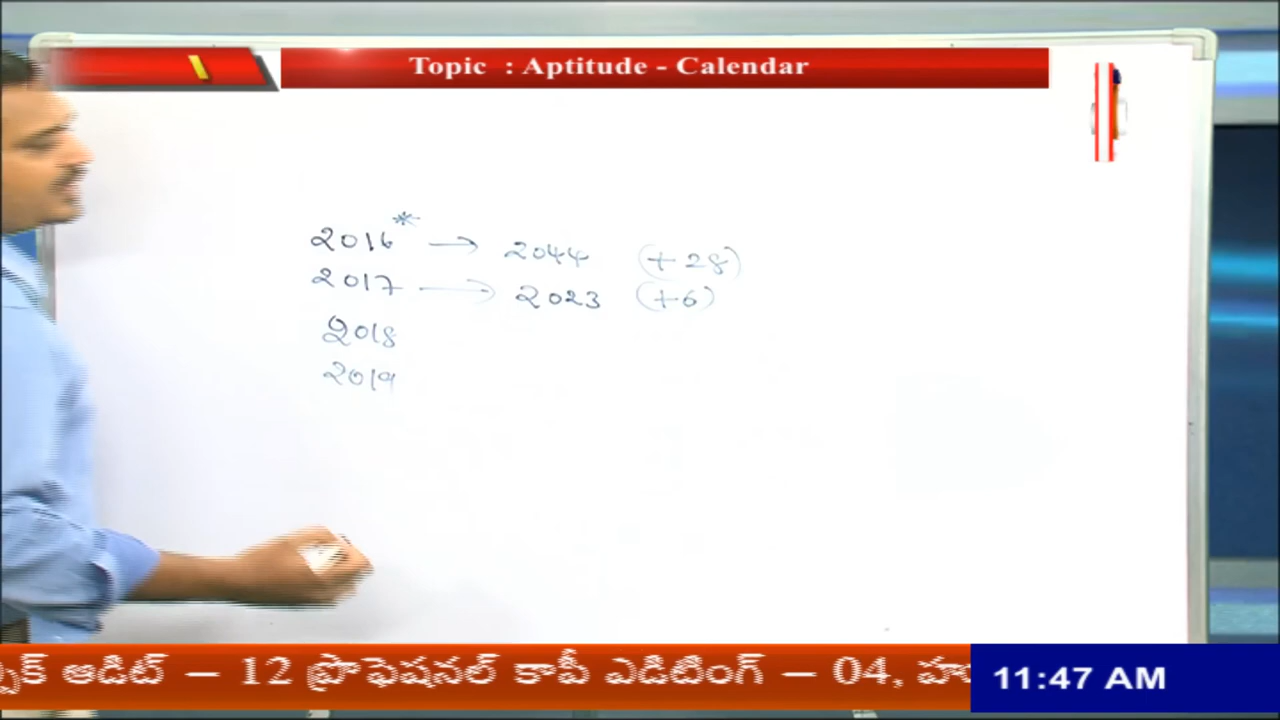 Topic : Aptitude - Calendar
2016* → 2044 (+28)
2017 → 2023 (+6)
2018
2019
ఆడిట్ – 12 ప్రొఫెషనల్ కాపీ ఎడిటింగ్ – 04,
11:47 AM